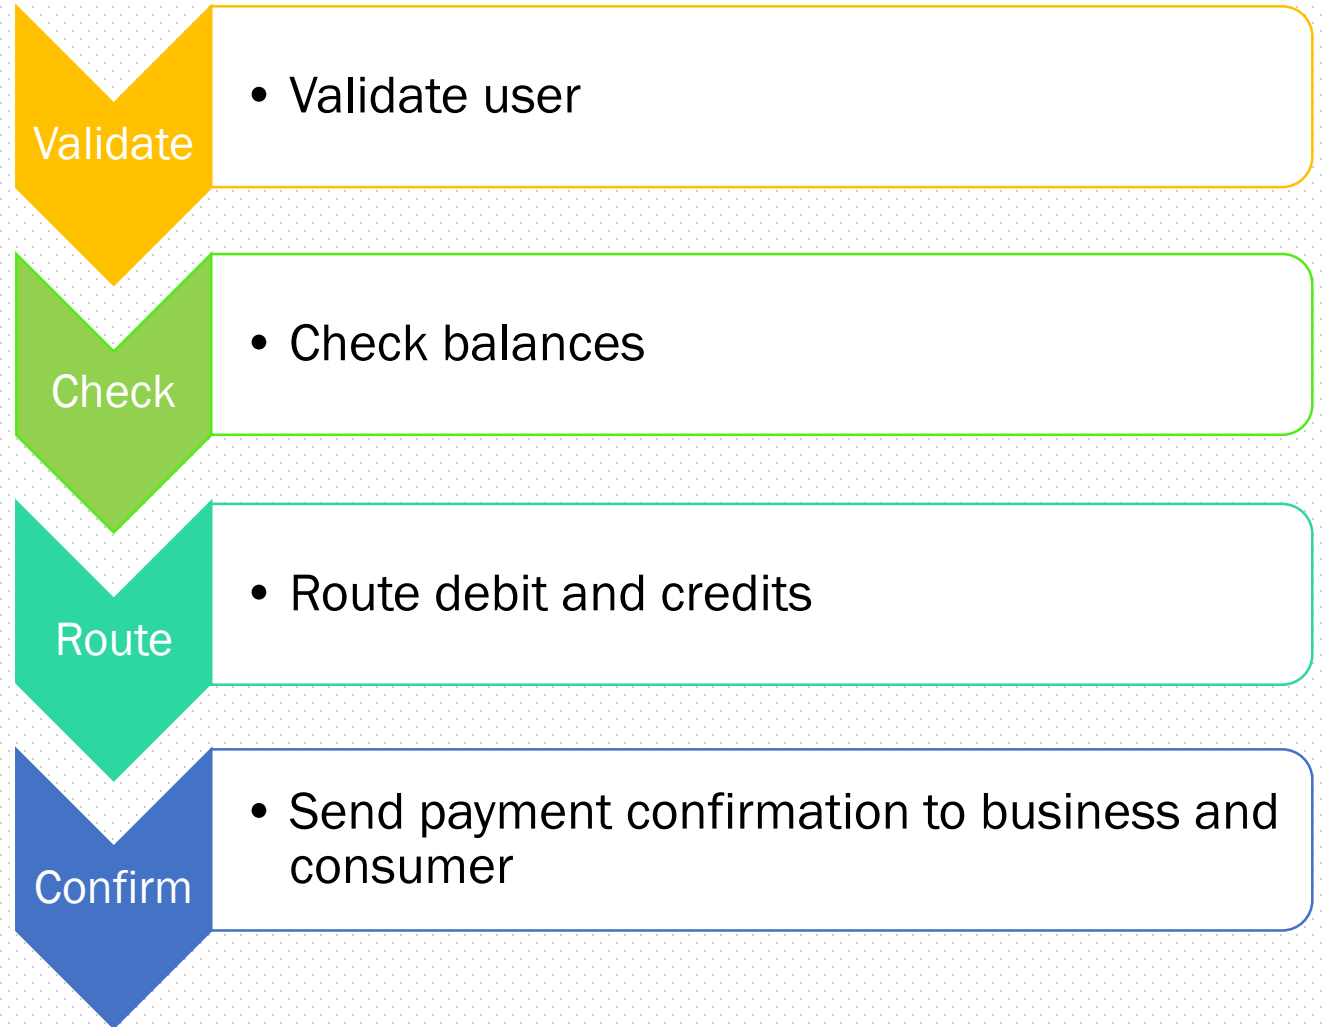 Validate
• Validate user
Check
• Check balances
Route
• Route debit and credits
Confirm
• Send payment confirmation to business and
consumer